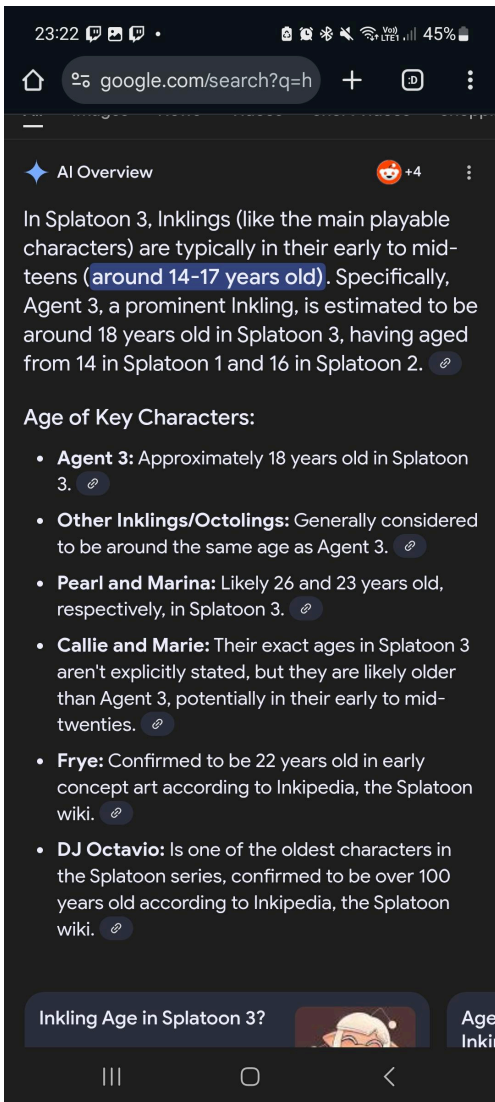 23:22
Vo)) LTE1 45%
google.com/search?q=h
:D
AI Overview
+4
In Splatoon 3, Inklings (like the main playable
characters) are typically in their early to mid-
teens (around 14-17 years old). Specifically,
Agent 3, a prominent Inkling, is estimated to be
around 18 years old in Splatoon 3, having aged
from 14 in Splatoon 1 and 16 in Splatoon 2.
Age of Key Characters:
• Agent 3: Approximately 18 years old in Splatoon
3.
• Other Inklings/Octolings: Generally considered
to be around the same age as Agent 3.
• Pearl and Marina: Likely 26 and 23 years old,
respectively, in Splatoon 3.
• Callie and Marie: Their exact ages in Splatoon 3
aren't explicitly stated, but they are likely older
than Agent 3, potentially in their early to mid-
twenties.
• Frye: Confirmed to be 22 years old in early
concept art according to Inkipedia, the Splatoon
wiki.
• DJ Octavio: Is one of the oldest characters in
the Splatoon series, confirmed to be over 100
years old according to Inkipedia, the Splatoon
wiki.
Inkling Age in Splatoon 3?
Age